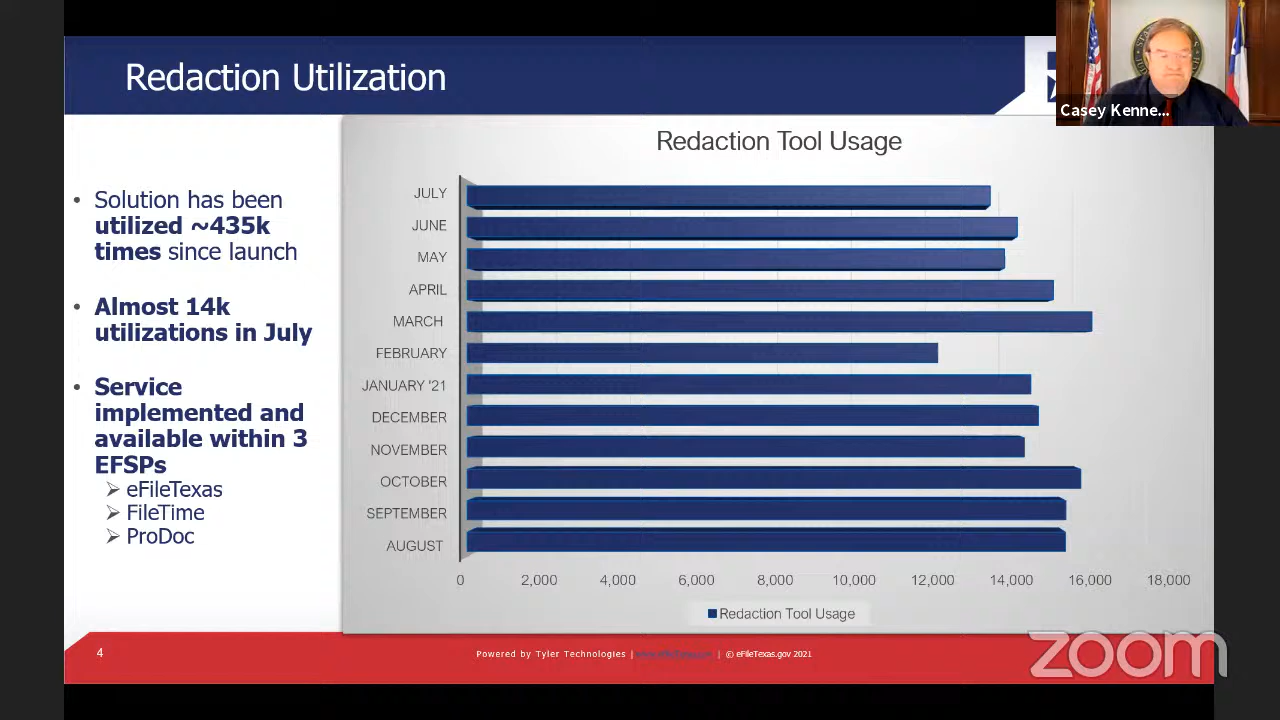 Redaction Utilization
Casey Kenne...
• Solution has been
utilized ~435k
times since launch
• Almost 14k
utilizations in July
• Service
implemented and
available within 3
EFSPs
➢ eFileTexas
➢ FileTime
➢ ProDoc
Redaction Tool Usage
JULY
JUNE
MAY
APRIL
MARCH
FEBRUARY
JANUARY '21
DECEMBER
NOVEMBER
OCTOBER
SEPTEMBER
AUGUST
0 2,000 4,000 6,000 8,000 10,000 12,000 14,000 16,000 18,000
Redaction Tool Usage
4
Powered by Tyler Technologies | | © eFileTexas.gov 2021
zoom